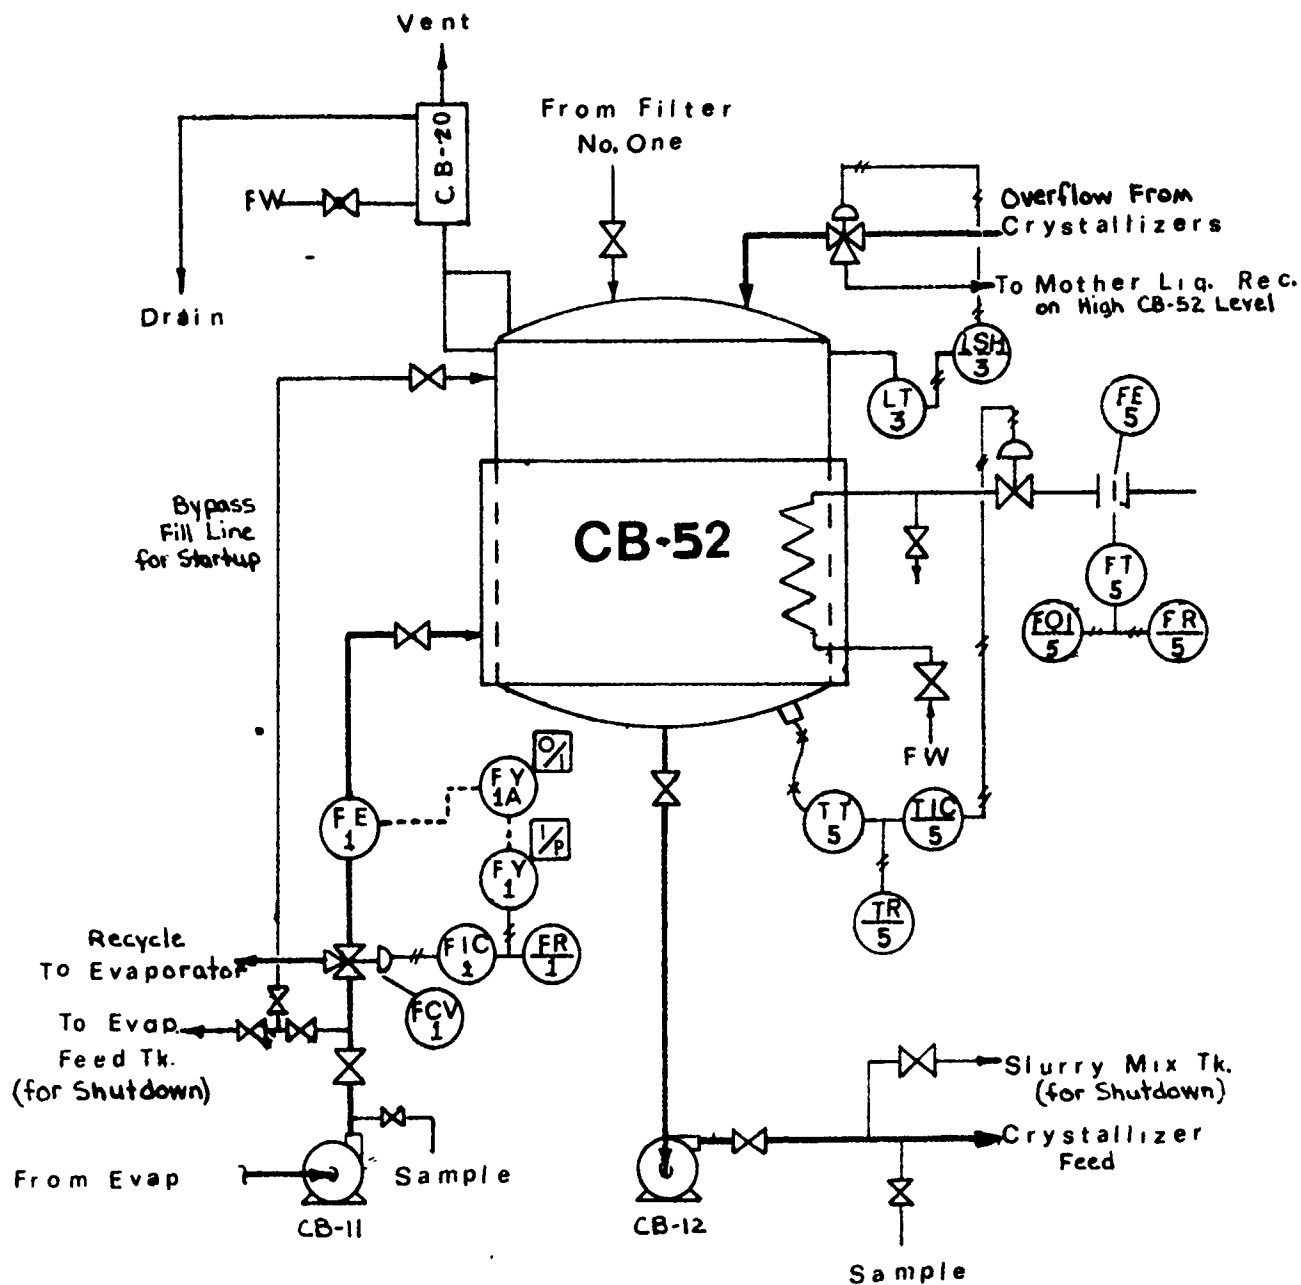 Vent
From Filter
No. One
CB-20
FW
Overflow From
Crystallizers
To Mother Liq. Rec.
on High CB-52 Level
Drain
LSH
3
LT
3
FE
5
Bypass
Fill Line
for Startup
CB-52
FT
5
FQI
5
FR
5
FW
O/I
FY
1A
FE
1
I/P
FY
1
TT
5
TIC
5
TR
5
Recycle
To Evaporator
FIC
1
FR
1
FCV
1
To Evap.
Feed Tk.
(for Shutdown)
Slurry Mix Tk.
(for Shutdown)
Crystallizer
Feed
From Evap
Sample
CB-11
CB-12
Sample